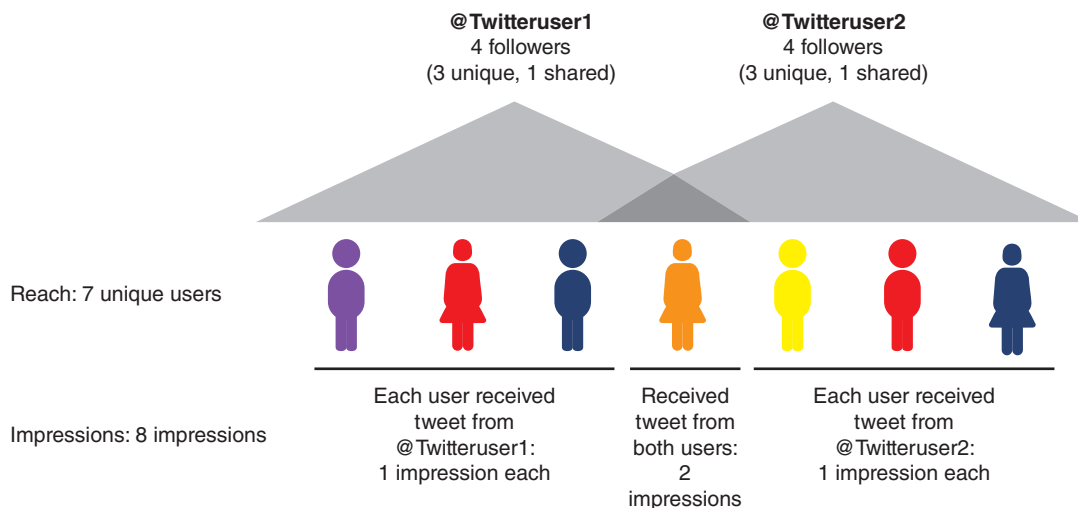 @Twitteruser1
4 followers
(3 unique, 1 shared)
@Twitteruser2
4 followers
(3 unique, 1 shared)
Reach: 7 unique users
Impressions: 8 impressions
Each user received
tweet from
@Twitteruser1:
1 impression each
Received
tweet from
both users:
2
impressions
Each user received
tweet from
@Twitteruser2:
1 impression each